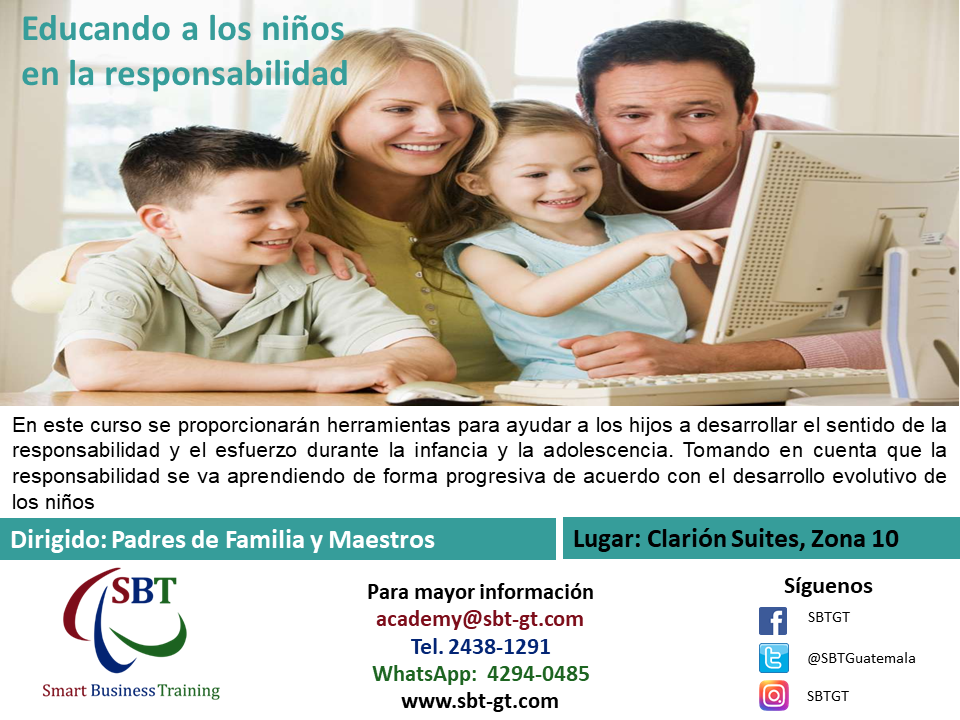 Educando a los niños
en la responsabilidad
En este curso se proporcionarán herramientas para ayudar a los hijos a desarrollar el sentido de la
responsabilidad y el esfuerzo durante la infancia y la adolescencia. Tomando en cuenta que la
responsabilidad se va aprendiendo de forma progresiva de acuerdo con el desarrollo evolutivo de
los niños
Dirigido: Padres de Familia y Maestros
Lugar: Clarión Suites, Zona 10
SBT
Smart Business Training
Para mayor información
academy@sbt-gt.com
Tel. 2438-1291
WhatsApp: 4294-0485
www.sbt-gt.com
Síguenos
SBTGT
@SBTGuatemala
SBTGT